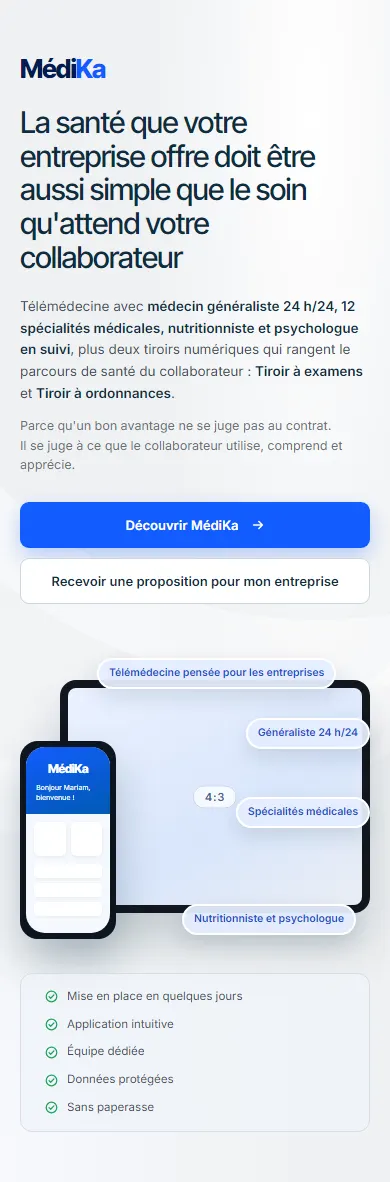 MédiKa
La santé que votre
entreprise offre doit être
aussi simple que le soin
qu'attend votre
collaborateur
Télémédecine avec médecin généraliste 24 h/24, 12
spécialités médicales, nutritionniste et psychologue
en suivi, plus deux tiroirs numériques qui rangent le
parcours de santé du collaborateur : Tiroir à examens
et Tiroir à ordonnances.
Parce qu'un bon avantage ne se juge pas au contrat.
Il se juge à ce que le collaborateur utilise, comprend et
apprécie.
Découvrir MédiKa →
Recevoir une proposition pour mon entreprise
Télémédecine pensée pour les entreprises
Généraliste 24 h/24
MédiKa
Bonjour Mariam,
bienvenue !
4:3
Spécialités médicales
Nutritionniste et psychologue
Mise en place en quelques jours
Application intuitive
Équipe dédiée
Données protégées
Sans paperasse